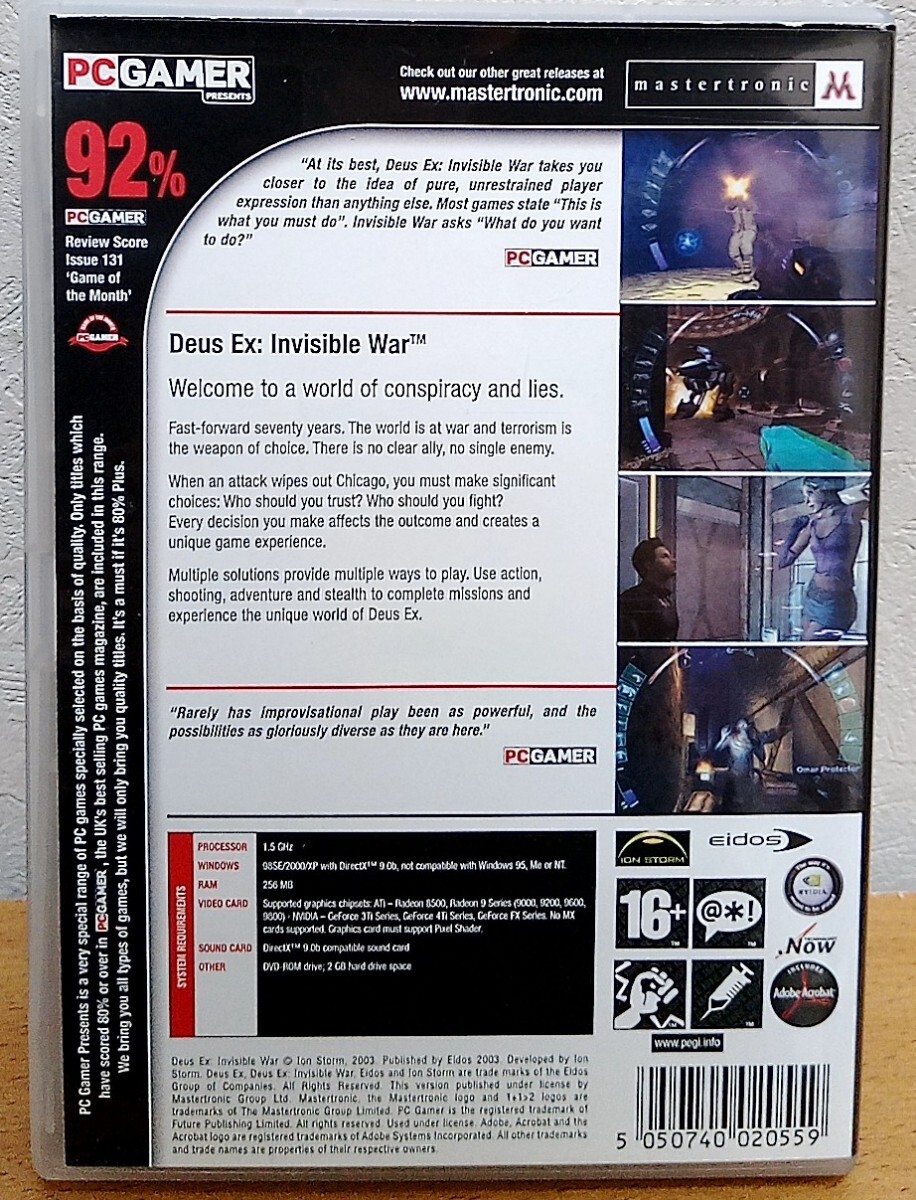 PCGAMER
PRESENTS
Check out our other great releases at
www.mastertronic.com
mastertronic M
92%
PCGAMER
Review Score
Issue 131
'Game of
the Month'
PCGAMER
"At its best, Deus Ex: Invisible War takes you
closer to the idea of pure, unrestrained player
expression than anything else. Most games state "This is
what you must do". Invisible War asks "What do you want
to do?"
PCGAMER
Deus Ex: Invisible War™
Welcome to a world of conspiracy and lies.
Fast-forward seventy years. The world is at war and terrorism is
the weapon of choice. There is no clear ally, no single enemy.
When an attack wipes out Chicago, you must make significant
choices: Who should you trust? Who should you fight?
Every decision you make affects the outcome and creates a
unique game experience.
Multiple solutions provide multiple ways to play. Use action,
shooting, adventure and stealth to complete missions and
experience the unique world of Deus Ex.
"Rarely has improvisational play been as powerful, and the
possibilities as gloriously diverse as they are here."
PCGAMER
Omar Protector
PC Gamer Presents is a very special range of PC games specially selected on the basis of quality. Only titles which
have scored 80% or over in PCGAMER, the UK's best selling PC games magazine, are included in this range.
We bring you all types of games, but we will only bring you quality titles. It's a must if it's 80% Plus.
SYSTEM REQUIREMENTS
PROCESSOR 1.5 GHz
WINDOWS 98SE/2000/XP with DirectX™ 9.0b, not compatible with Windows 95, Me or NT.
RAM 256 MB
VIDEO CARD Supported graphics chipsets: ATi – Radeon 8500, Radeon 9 Series (9000, 9200, 9600,
9800) • NVIDIA – GeForce 3Ti Series, GeForce 4Ti Series, GeForce FX Series. No MX
cards supported. Graphics card must support Pixel Shader.
SOUND CARD DirectX™ 9.0b compatible sound card
OTHER DVD-ROM drive; 2 GB hard drive space
ION STORM
eidos
NVIDIA
16+™
@*!™
.Now
™
™
INCLUDES
Adobe Acrobat
www.pegi.info
Deus Ex: Invisible War © Ion Storm, 2003. Published by Eidos 2003. Developed by Ion
Storm. Deus Ex, Deus Ex: Invisible War, Eidos and Ion Storm are trade marks of the Eidos
Group of Companies. All Rights Reserved. This version published under license by
Mastertronic Group Ltd. Mastertronic, the Mastertronic logo and 1+1>2 logos are
trademarks of The Mastertronic Group Limited. PC Gamer is the registered trademark of
Future Publishing Limited. All rights reserved. Used under license. Adobe, Acrobat and the
Acrobat logo are registered trademarks of Adobe Systems Incorporated. All other trademarks
and trade names are properties of their respective owners.
5 050740 020559